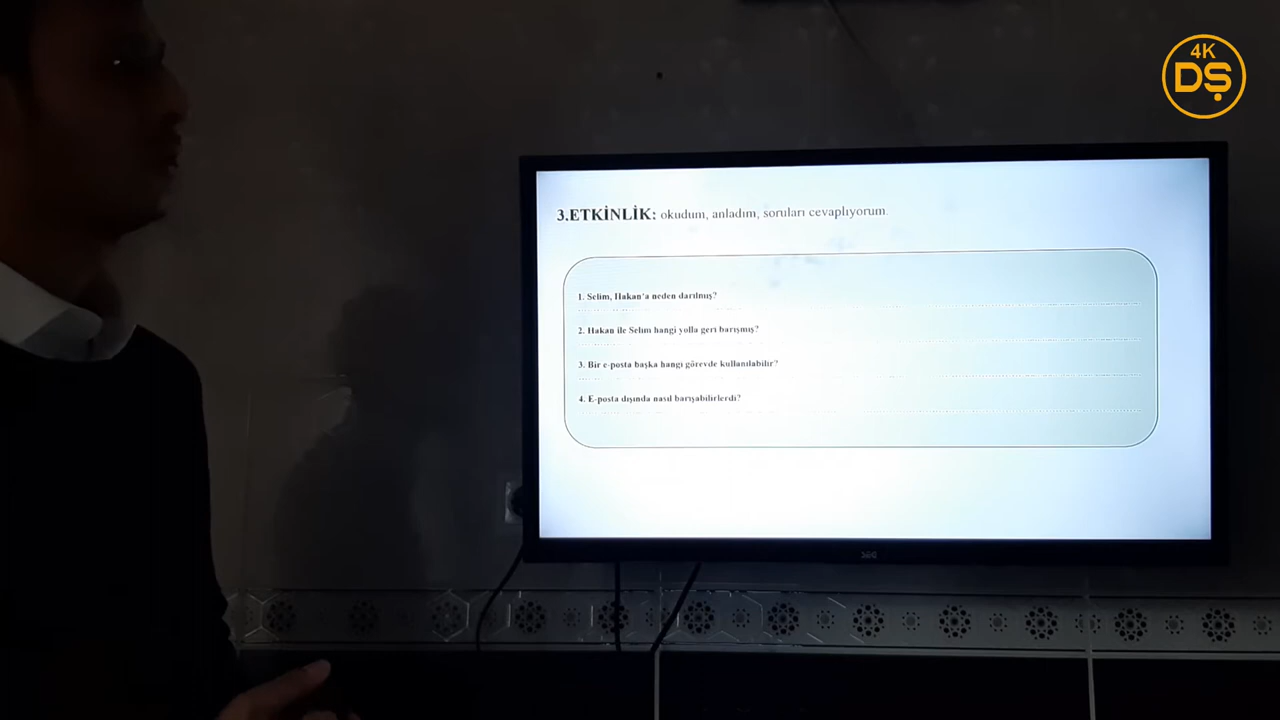 4K
DŞ
3.ETKİNLİK: okudum, anladım, soruları cevaplıyorum.
1. Selim, Hakan'a neden darılmış?
2. Hakan ile Selim hangi yolla geri barışmış?
3. Bir e-posta başka hangi görevde kullanılabilir?
4. E-posta dışında nasıl barışabilirlerdi?